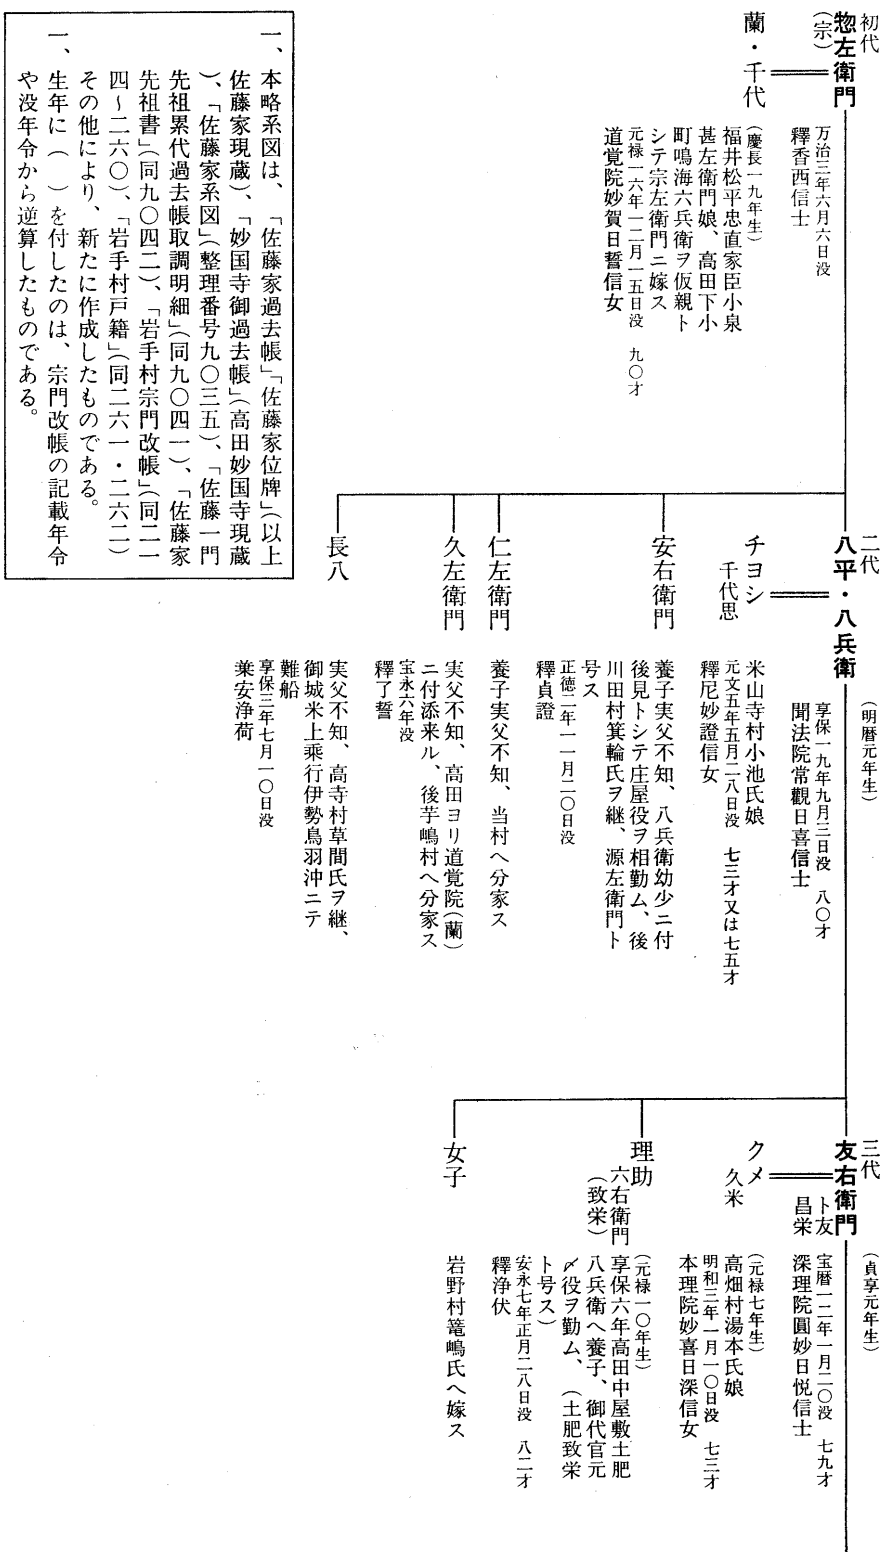 初代
惣左衛門
（宗）
万治三年六月六日没
釋香西信士
蘭・千代
（慶長一九年生）
福井松平忠直家臣小泉
甚左衛門娘、高田下小
町鳴海六兵衛ヲ仮親ト
シテ宗左衛門ニ嫁ス
元禄一六年一二月一五日没　九〇才
道覚院妙賀日誓信女
二代
八平・八兵衛
（明暦元年生）
享保一九年九月三日没　八〇才
聞法院常觀日喜信士
チヨシ
千代思
米山寺村小池氏娘
元文五年五月二八日没　七三才又は七五才
釋尼妙證信女
安右衛門
養子実父不知、八兵衛幼少ニ付
後見トシテ庄屋役ヲ相勤ム、後
川田村箕輪氏ヲ継、源左衛門ト
号ス
正徳二年一一月二〇日没
釋貞證
仁左衛門
養子実父不知、当村へ分家ス
久左衛門
実父不知、高田ヨリ道覚院（蘭）
ニ付添来ル、後芋嶋村へ分家ス
宝永六年没
釋了誓
長八
実父不知、高寺村草間氏ヲ継、
御城米上乗行伊勢鳥羽沖ニテ
難船
享保三年七月一〇日没
乗安浄荷
三代
友右衛門
ト友
昌栄
（貞享元年生）
宝暦一二年一月二〇没　七九才
深理院圓妙日悦信士
クメ
久米
（元禄七年生）
高畑村湯本氏娘
明和三年一月一〇日没　七三才
本理院妙喜日深信女
理助
六右衛門
（致栄）
（元禄一〇年生）
享保六年高田中屋敷土肥
八兵衛へ養子、御代官元
〆役ヲ勤ム、（土肥致栄
ト号ス）
安永七年正月二八日没　八二才
釋浄伏
女子
岩野村篭嶋氏へ嫁ス
一、本略系図は、「佐藤家過去帳」「佐藤家位牌」（以上
佐藤家現蔵）、「妙国寺御過去帳」（高田妙国寺現蔵
）、「佐藤家系図」（整理番号九〇三五）、「佐藤一門
先祖累代過去帳取調明細」（同九〇四一）、「佐藤家
先祖書」（同九〇四二）、「岩手村宗門改帳」（同二一
四～二六〇）、「岩手村戸籍」（同二六一・二六二）
その他により、新たに作成したものである。
一、生年に（　）を付したのは、宗門改帳の記載年令
や没年令から逆算したものである。